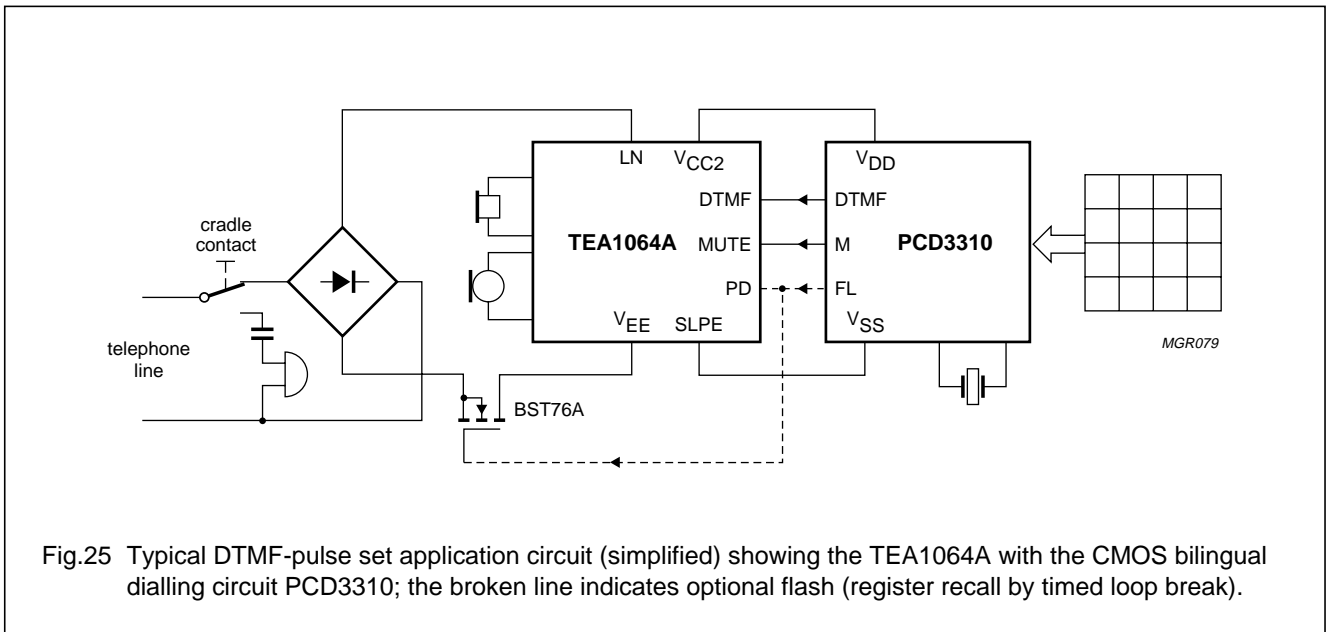 LN
VCC2
VDD
DTMF
DTMF
cradle
contact
TEA1064A
MUTE
M
PCD3310
PD
FL
VEE
SLPE
VSS
MGR079
telephone
line
BST76A
Fig.25 Typical DTMF-pulse set application circuit (simplified) showing the TEA1064A with the CMOS bilingual
dialling circuit PCD3310; the broken line indicates optional flash (register recall by timed loop break).